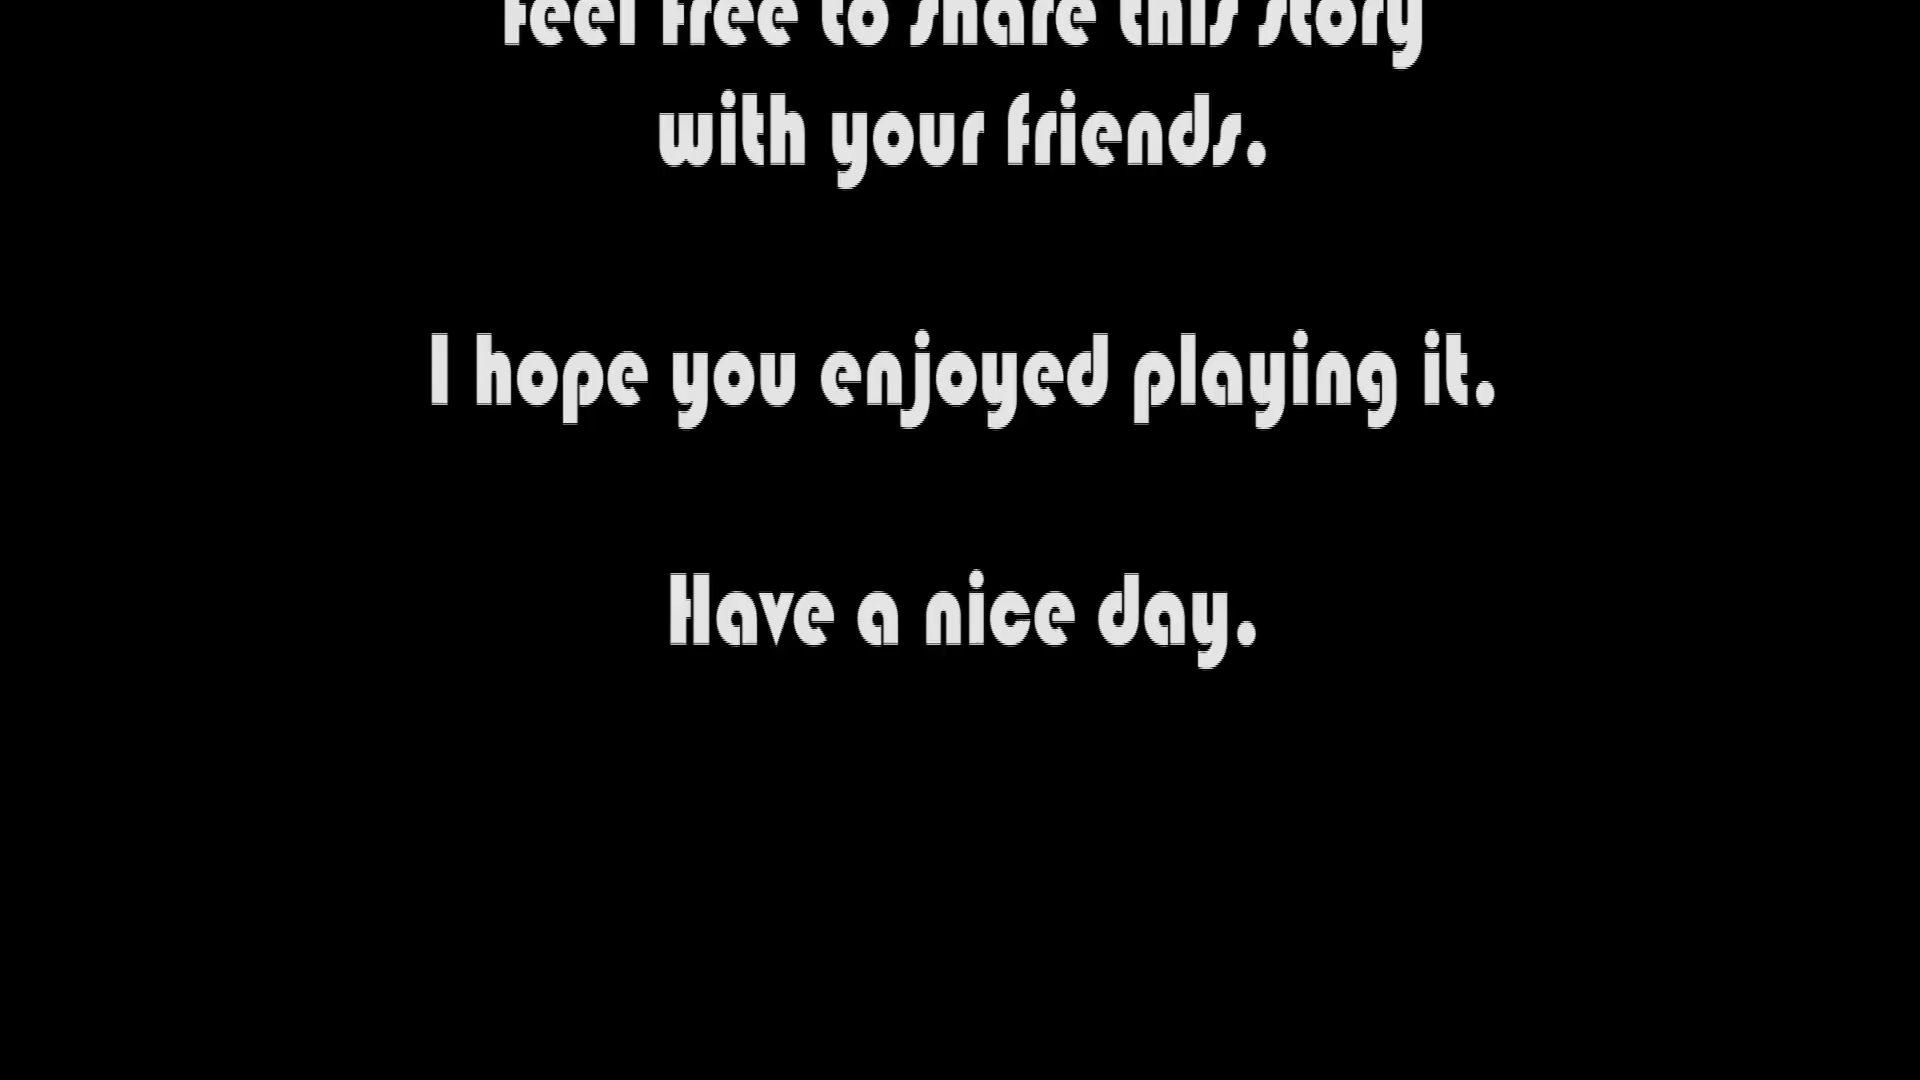 Feel free to share this story
with your friends.
I hope you enjoyed playing it.
Have a nice day.